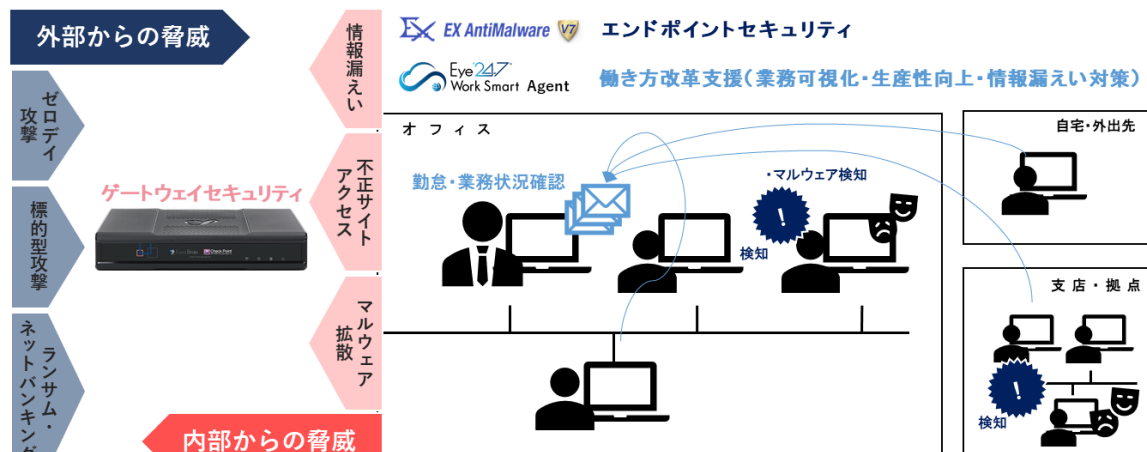 外部からの脅威
ゼロデイ
攻撃
標的型攻撃
ランサム・
ネットバンキング
ゲートウェイセキュリティ
Check Point
情報漏えい
不正サイト
アクセス
マルウェア
拡散
内部からの脅威
EX EX AntiMalware V7 エンドポイントセキュリティ
Eye"24.7"
Work Smart Agent 働き方改革支援(業務可視化・生産性向上・情報漏えい対策)
オフィス
勤怠・業務状況確認
・マルウェア検知
!
検知
自宅・外出先
支店・拠点
!
検知